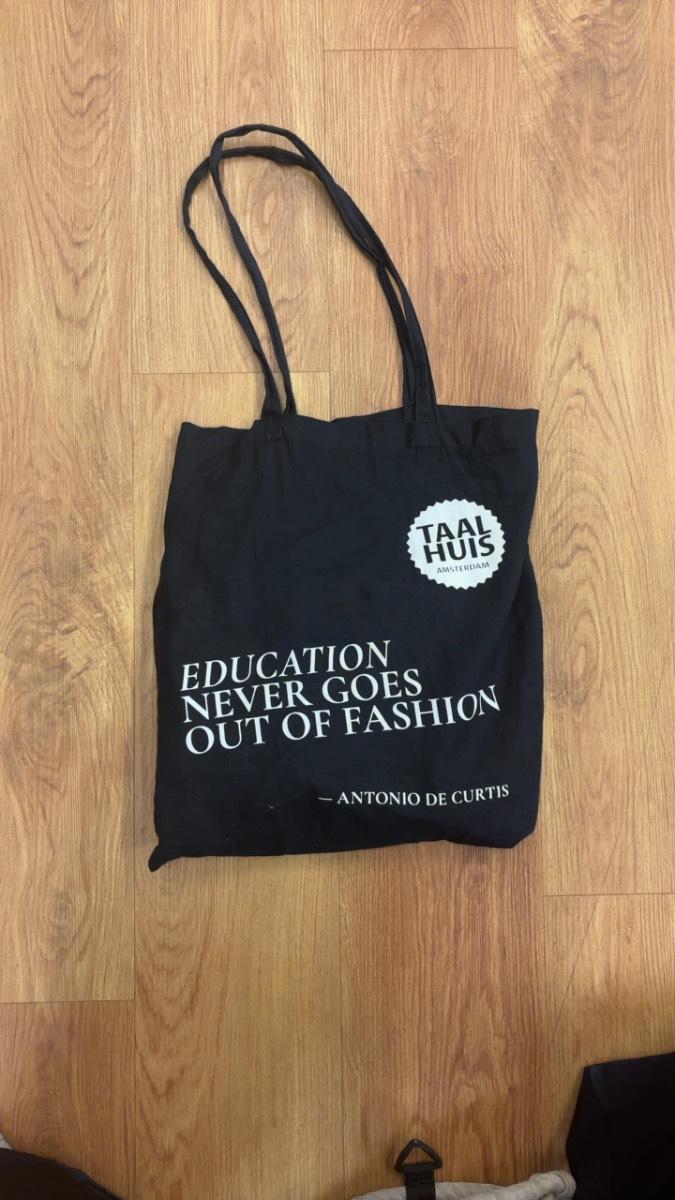 TAAL
HUIS
AMSTERDAM
EDUCATION
NEVER GOES
OUT OF FASHION
— ANTONIO DE CURTIS